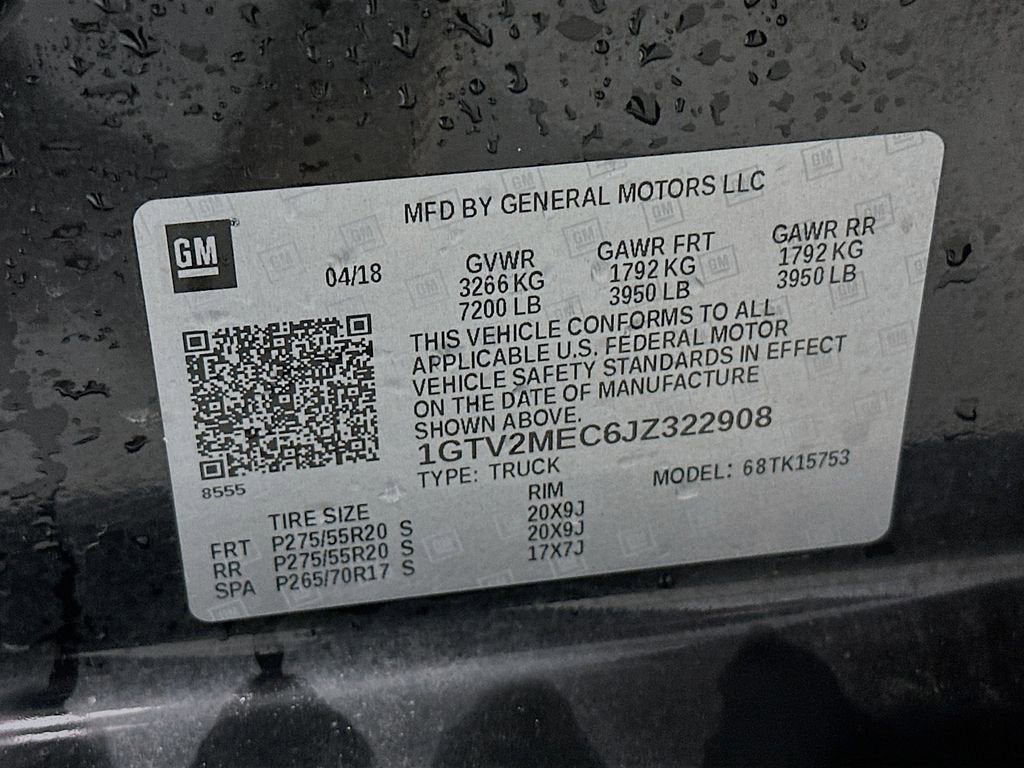 MFD BY GENERAL MOTORS LLC
GM
04/18
GVWR
3266 KG
7200 LB
GAWR FRT
1792 KG
3950 LB
GAWR RR
1792 KG
3950 LB
THIS VEHICLE CONFORMS TO ALL
APPLICABLE U.S. FEDERAL MOTOR
VEHICLE SAFETY STANDARDS IN EFFECT
ON THE DATE OF MANUFACTURE
SHOWN ABOVE.
1GTV2MEC6JZ322908
TYPE: TRUCK MODEL: 68TK15753
8555
TIRE SIZE RIM
FRT P275/55R20 S 20X9J
RR P275/55R20 S 20X9J
SPA P265/70R17 S 17X7J